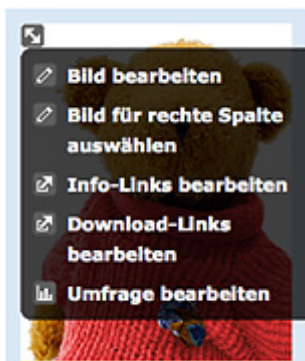 Bild bearbeiten
Bild für rechte Spalte
auswählen
Info-Links bearbeiten
Download-Links
bearbeiten
Umfrage bearbeiten